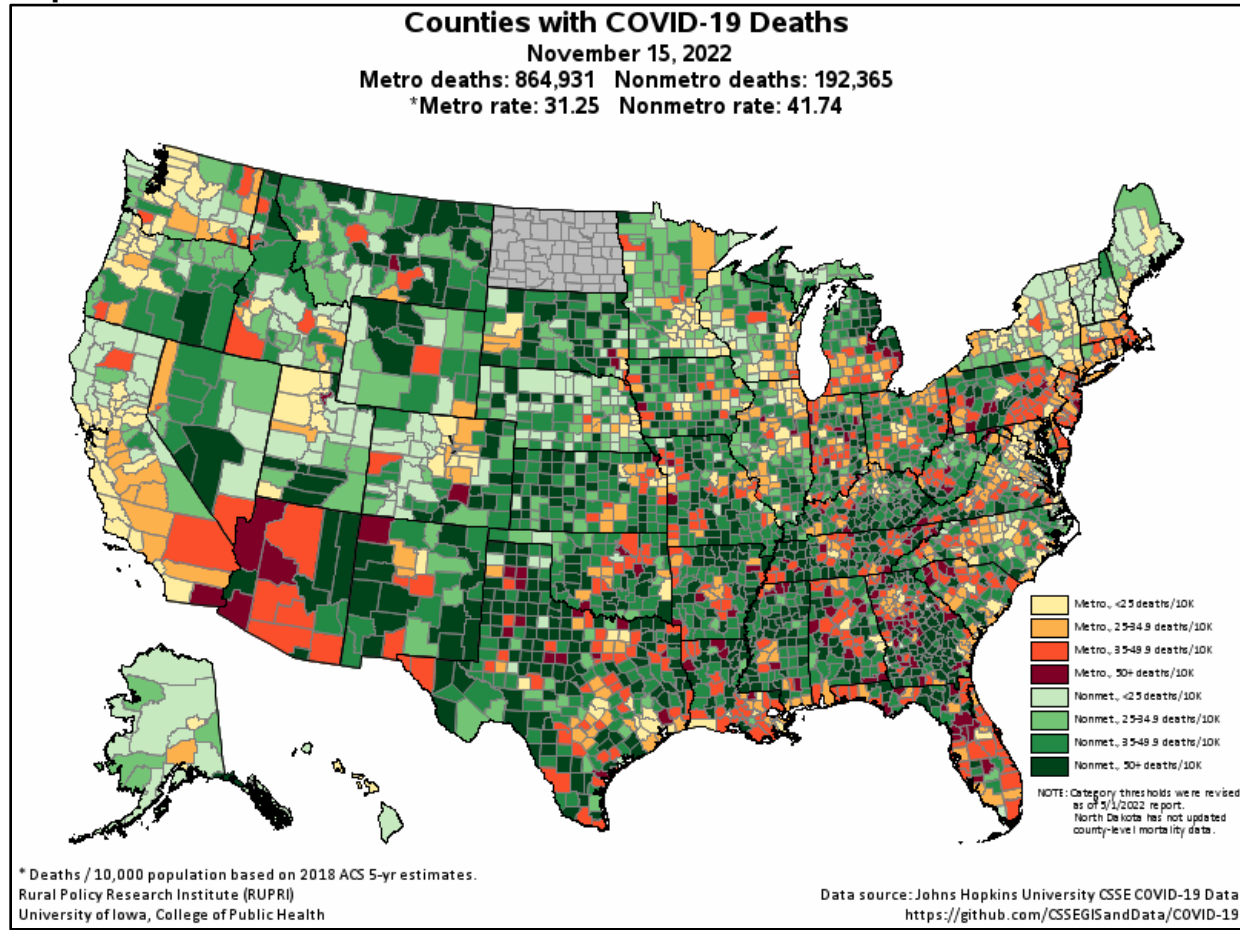 Counties with COVID-19 Deaths
November 15, 2022
Metro deaths: 864,931 Nonmetro deaths: 192,365
*Metro rate: 31.25 Nonmetro rate: 41.74
Metro., <25 deaths/10K
Metro., 25-34.9 deaths/10K
Metro., 35-49.9 deaths/10K
Metro., 50+ deaths/10K
Nonmet., <25 deaths/10K
Nonmet., 25-34.9 deaths/10K
Nonmet., 35-49.9 deaths/10K
Nonmet., 50+ deaths/10K
NOTE: Category thresholds were revised
as of 5/1/2022 report.
North Dakota has not updated
county-level mortality data.
* Deaths / 10,000 population based on 2018 ACS 5-yr estimates.
Rural Policy Research Institute (RUPRI)
University of Iowa, College of Public Health
Data source: Johns Hopkins University CSSE COVID-19 Data
https://github.com/CSSEGISandData/COVID-19